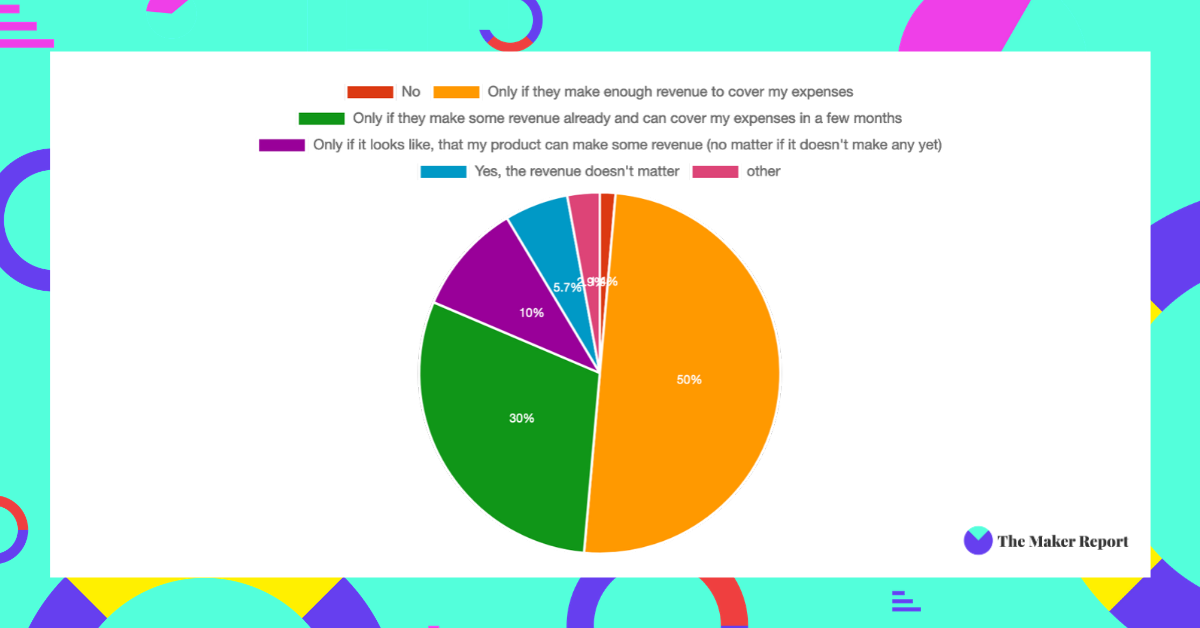 No Only if they make enough revenue to cover my expenses
Only if they make some revenue already and can cover my expenses in a few months
Only if it looks like, that my product can make some revenue (no matter if it doesn't make any yet)
Yes, the revenue doesn't matter other
5.7%
10%
50%
30%
The Maker Report